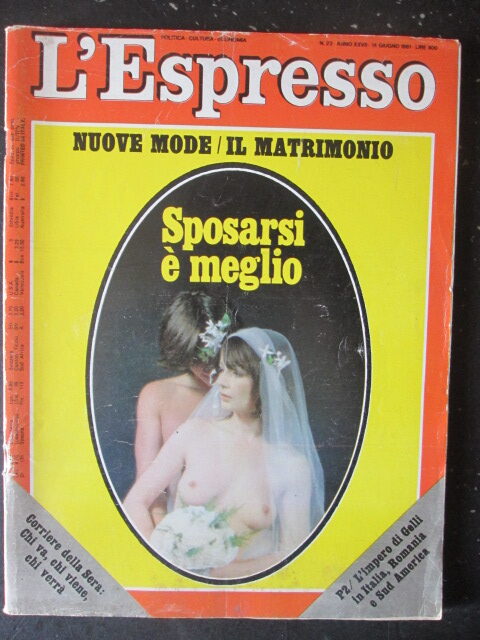 POLITICA - CULTURA - ECONOMIA
N. 23 - ANNO XXVII - 14 GIUGNO 1981 - LIRE 800
L'Espresso
NUOVE MODE / IL MATRIMONIO
Sposarsi
è meglio
Corriere della Sera:
Chi va, chi viene,
chi verrà
P2/ L'impero di Gelli
in Italia, Romania
e Sud America